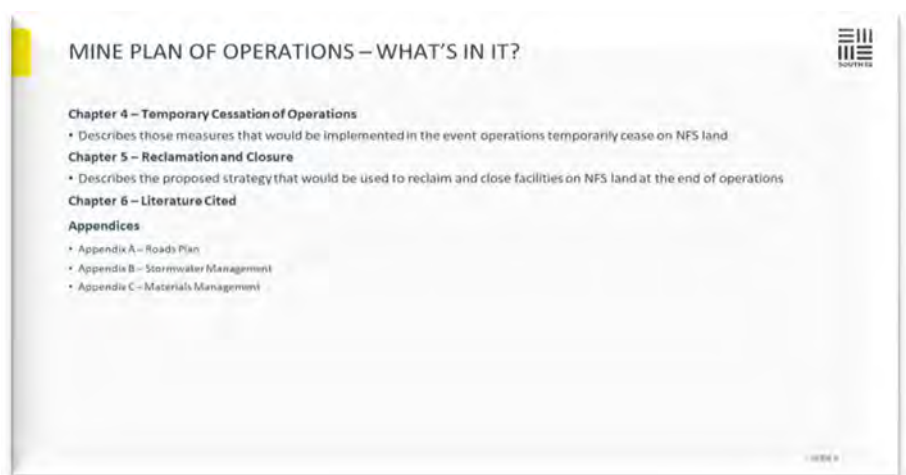 MINE PLAN OF OPERATIONS – WHAT'S IN IT?
SOUTH32
Chapter 4 – Temporary Cessation of Operations
• Describes those measures that would be implemented in the event operations temporarily cease on NFS land
Chapter 5 – Reclamation and Closure
• Describes the proposed strategy that would be used to reclaim and close facilities on NFS land at the end of operations
Chapter 6 – Literature Cited
Appendices
• Appendix A – Roads Plan
• Appendix B – Stormwater Management
• Appendix C – Materials Management